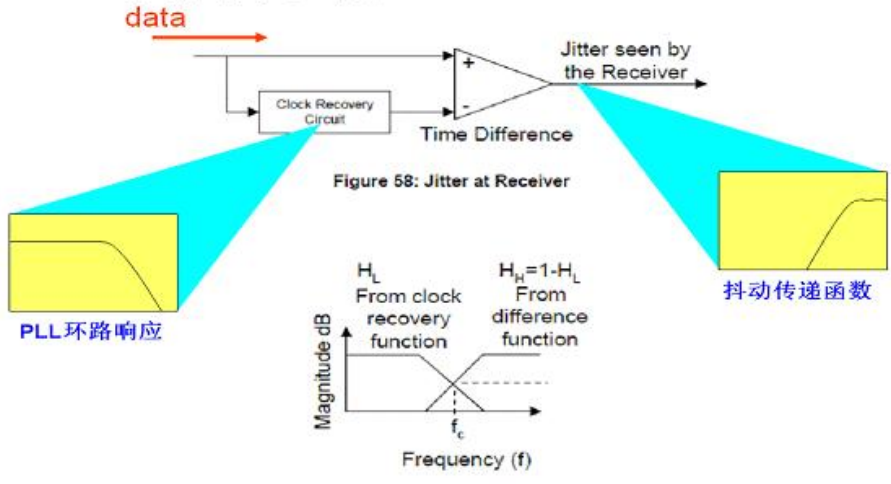 data
Jitter seen by
the Receiver
+
-
Clock Recovery
Circuit
Time Difference
Figure 58: Jitter at Receiver
PLL环路响应
抖动传递函数
H_L
From clock
recovery
function
H_H=1-H_L
From
difference
function
Magnitude dB
f_c
Frequency (f)